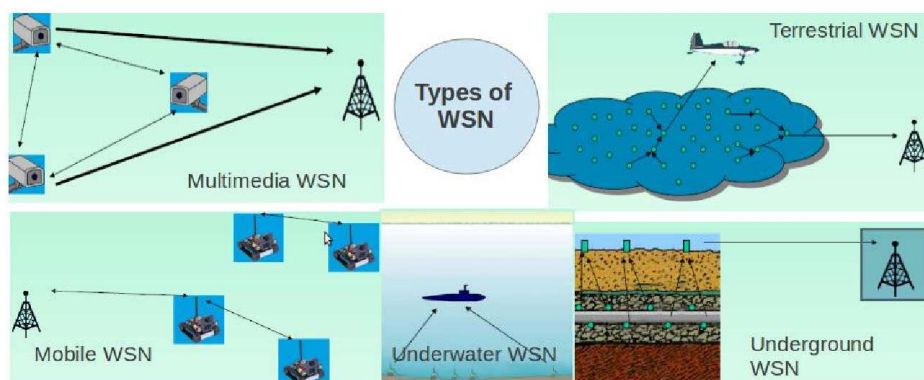 Types of
WSN
Terrestrial WSN
Multimedia WSN
Mobile WSN
Underwater WSN
Underground
WSN